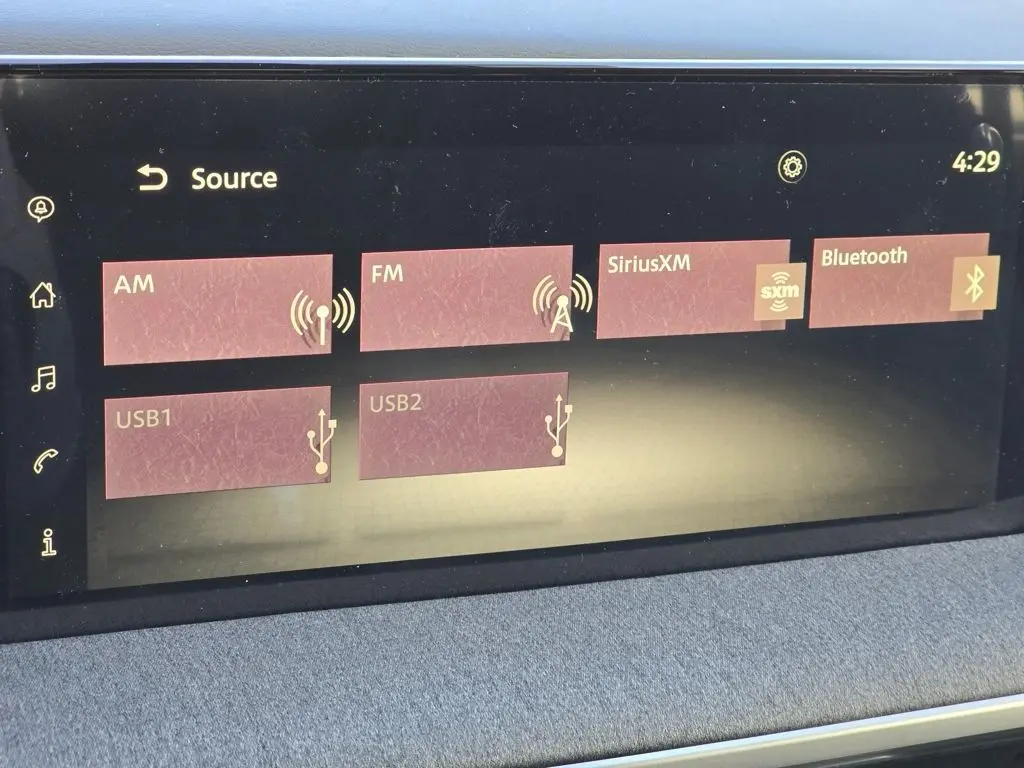 Source
4:29
AM
FM
SiriusXM
sxm
Bluetooth
USB1
USB2